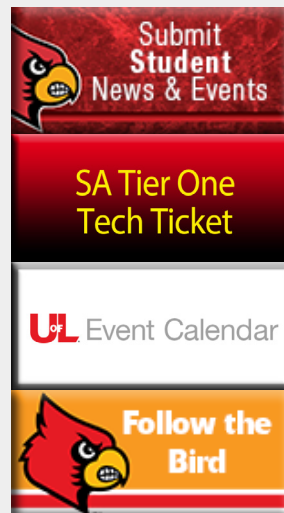 Submit
Student
News & Events
SA Tier One
Tech Ticket
UofL Event Calendar
Follow the
Bird